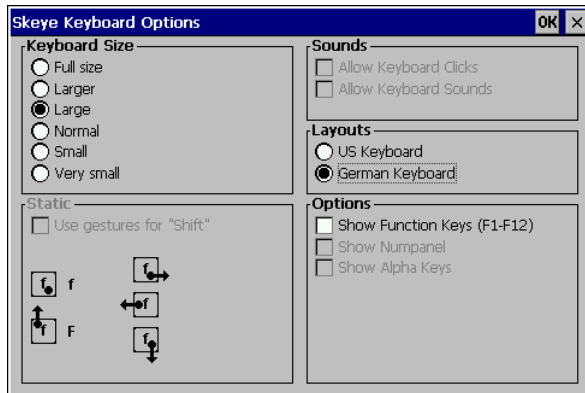 Skeye Keyboard Options OK ×
Keyboard Size
Full size
Larger
Large
Normal
Small
Very small
Sounds
Allow Keyboard Clicks
Allow Keyboard Sounds
Layouts
US Keyboard
German Keyboard
Static
Use gestures for "Shift"
f f
f F
f
f
f
Options
Show Function Keys (F1-F12)
Show Numpanel
Show Alpha Keys